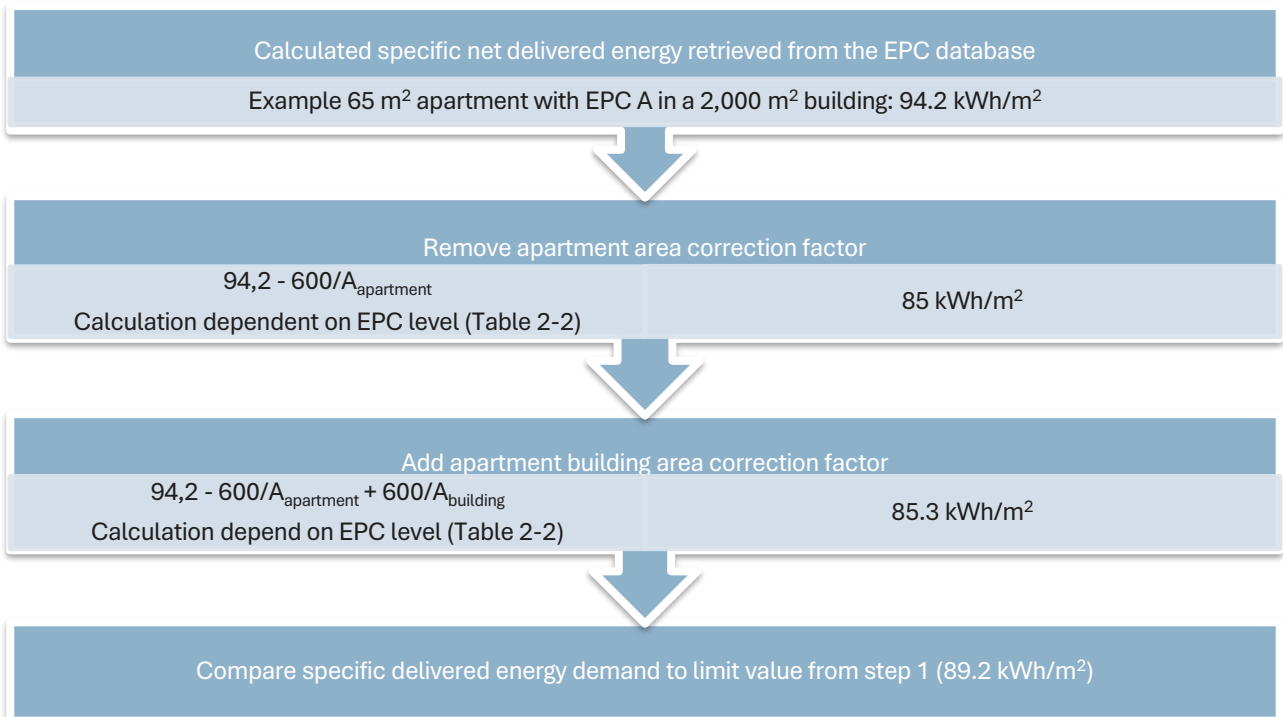 Calculated specific net delivered energy retrieved from the EPC database
Example 65 m² apartment with EPC A in a 2,000 m² building: 94.2 kWh/m²
Remove apartment area correction factor
94,2 - 600/A_apartment
Calculation dependent on EPC level (Table 2-2)
85 kWh/m²
Add apartment building area correction factor
94,2 - 600/A_apartment + 600/A_building
Calculation depend on EPC level (Table 2-2)
85.3 kWh/m²
Compare specific delivered energy demand to limit value from step 1 (89.2 kWh/m²)